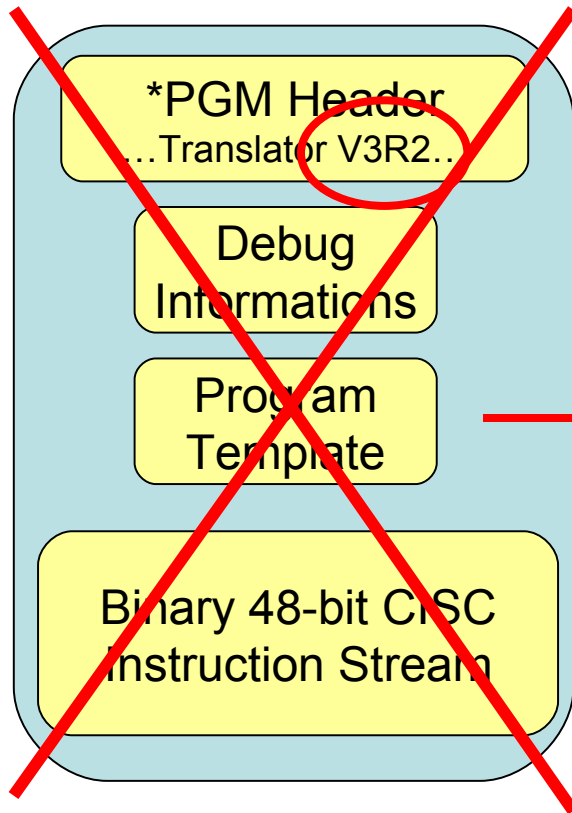 *PGM Header
…Translator V3R2…
Debug
Informations
Program
Template
Binary 48-bit CISC
Instruction Stream